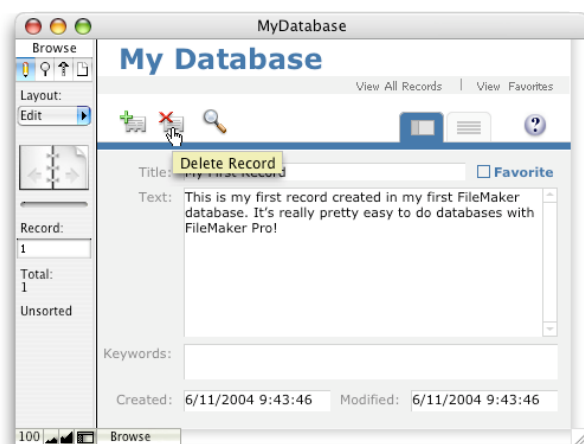 MyDatabase
Browse
My Database
View All Records | View Favorites
Layout:
Edit
Delete Record
Title: My First Record
Favorite
Text: This is my first record created in my first FileMaker
database. It's really pretty easy to do databases with
FileMaker Pro!
Record:
1
Total:
1
Unsorted
Keywords:
Created: 6/11/2004 9:43:46 Modified: 6/11/2004 9:43:46
100 Browse